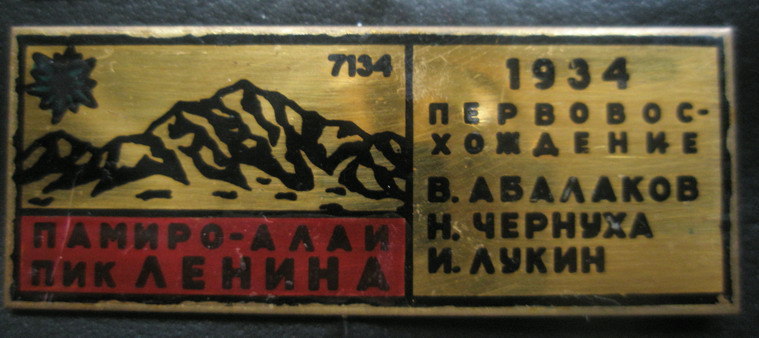 7134
ПАМИРО-АЛАИ
ПИК ЛЕНИНА
1934
ПЕРВОВОС-
ХОЖДЕНИЕ
В. АБАЛАКОВ
Н. ЧЕРНУХА
И. ЛУКИН